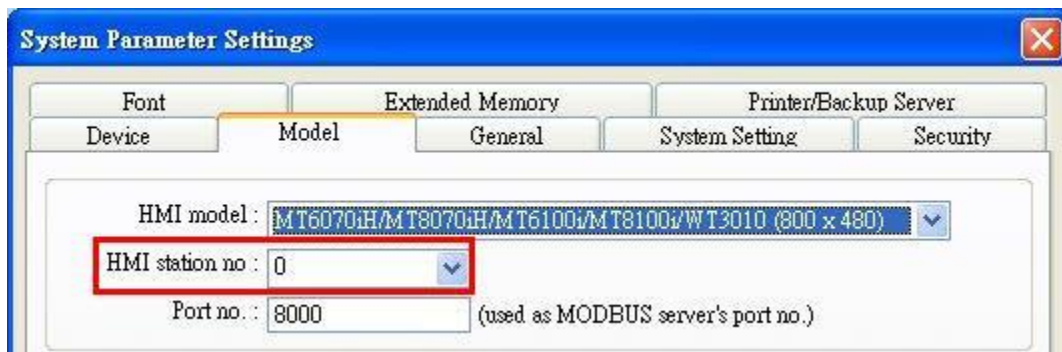 System Parameter Settings
Font Extended Memory Printer/Backup Server
Device Model General System Setting Security
HMI model : MT6070iH/MT8070iH/MT6100i/MT8100i/WT3010 (800 x 480)
HMI station no : 0
Port no. : 8000 (used as MODBUS server's port no.)